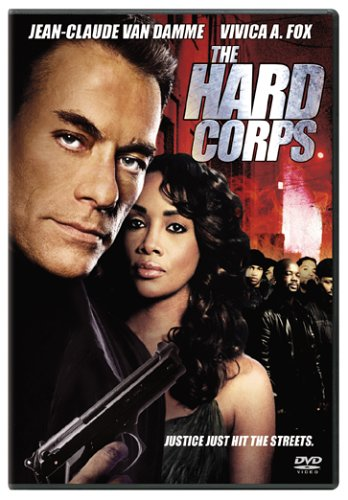 JEAN-CLAUDE VAN DAMME VIVICA A. FOX
THE
HARD
CORPS
JUSTICE JUST HIT THE STREETS.
DVD
VIDEO